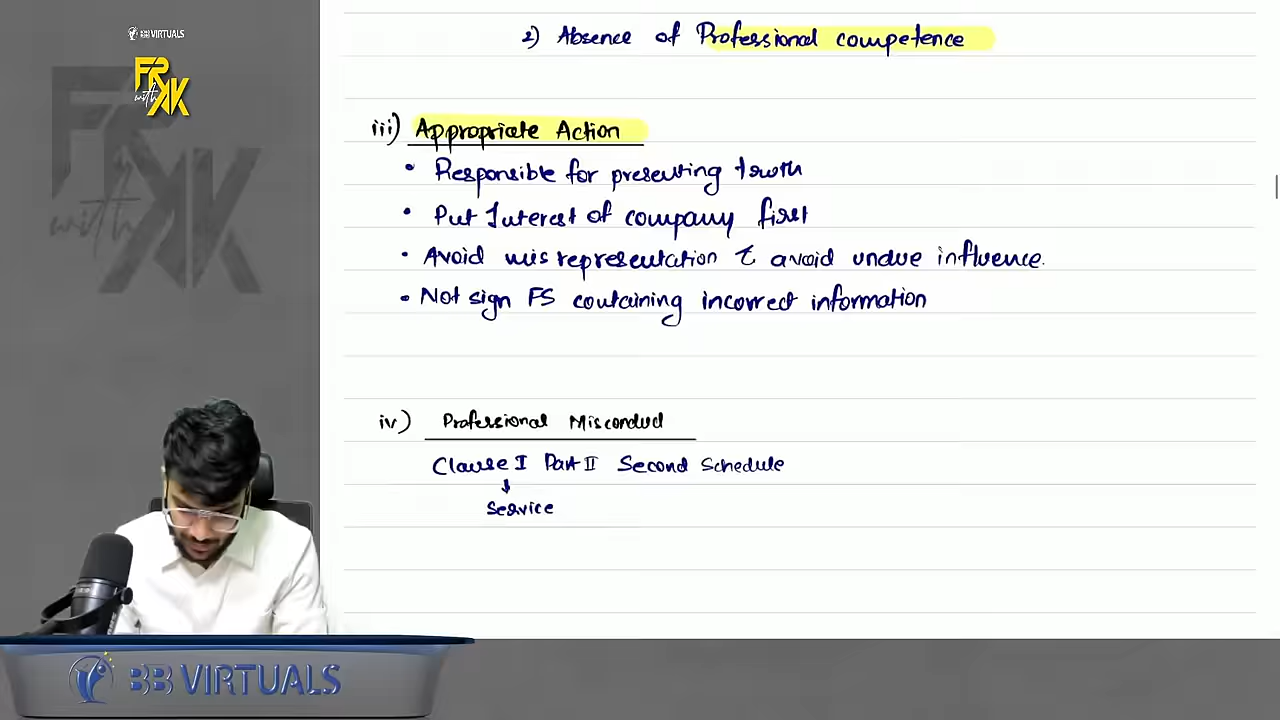 BB VIRTUALS
FR
with
KK
2) Absence of Professional competence
iii) Appropriate Action
• Responsible for presenting truth
• Put Interest of company first
• Avoid misrepresentation & avoid undue influence.
• Not sign FS containing incorrect information
iv) Professional Misconduct
Clause I Part II Second Schedule
Service
BB VIRTUALS